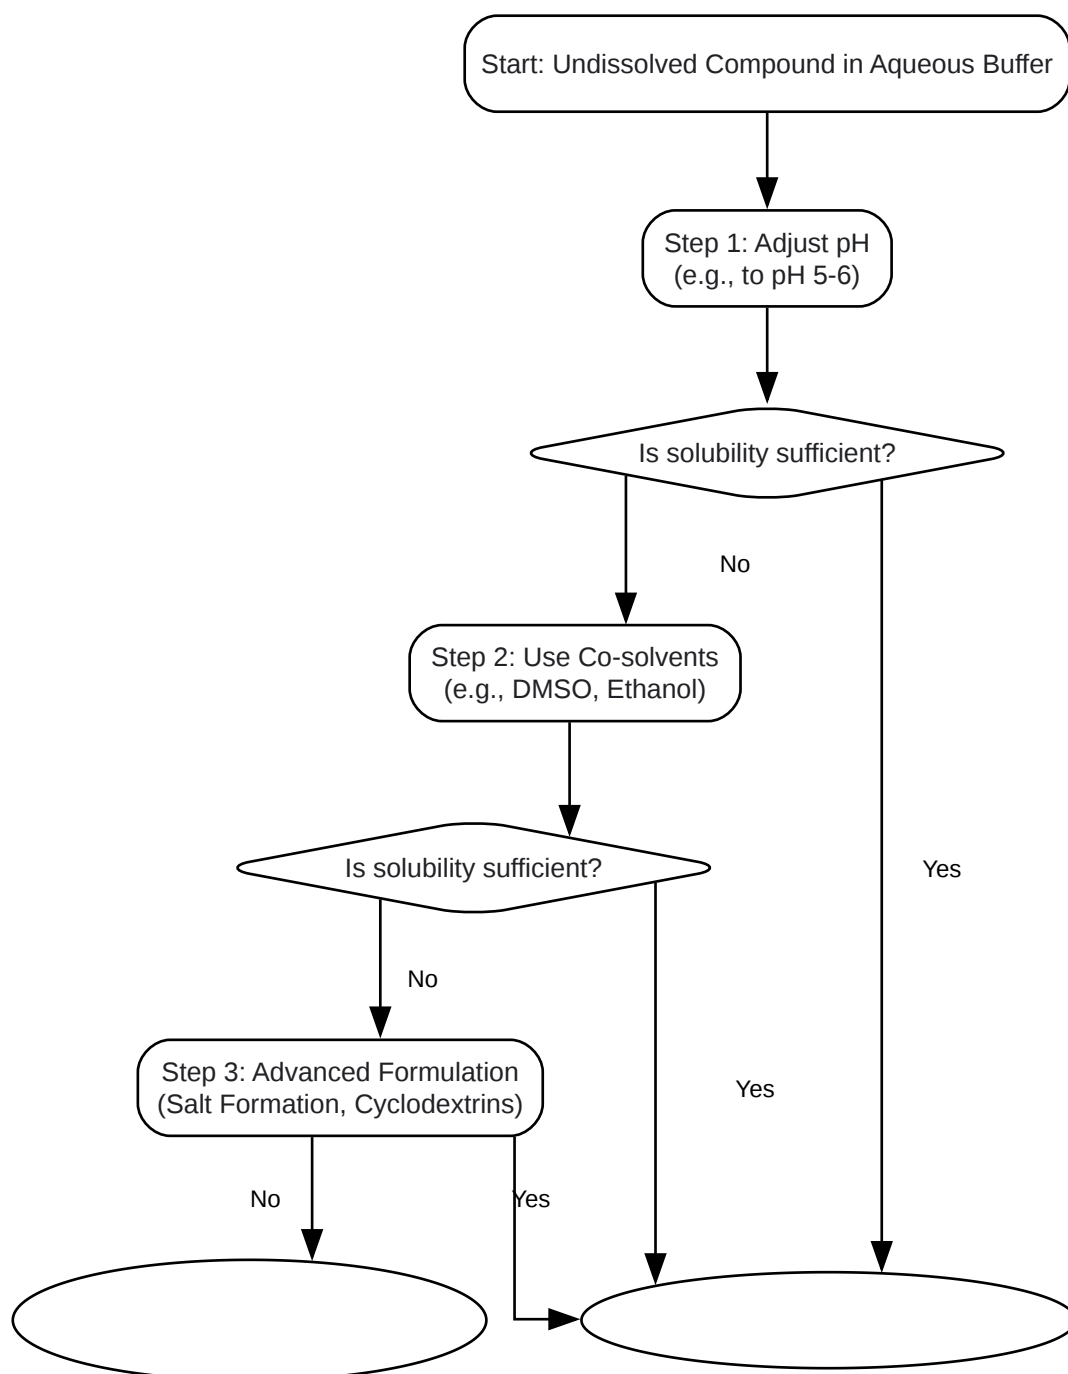 Start: Undissolved Compound in Aqueous Buffer
Step 1: Adjust pH
(e.g., to pH 5-6)
Is solubility sufficient?
No
Step 2: Use Co-solvents
(e.g., DMSO, Ethanol)
Is solubility sufficient?
Yes
No
Step 3: Advanced Formulation
(Salt Formation, Cyclodextrins)
Yes
No
Yes